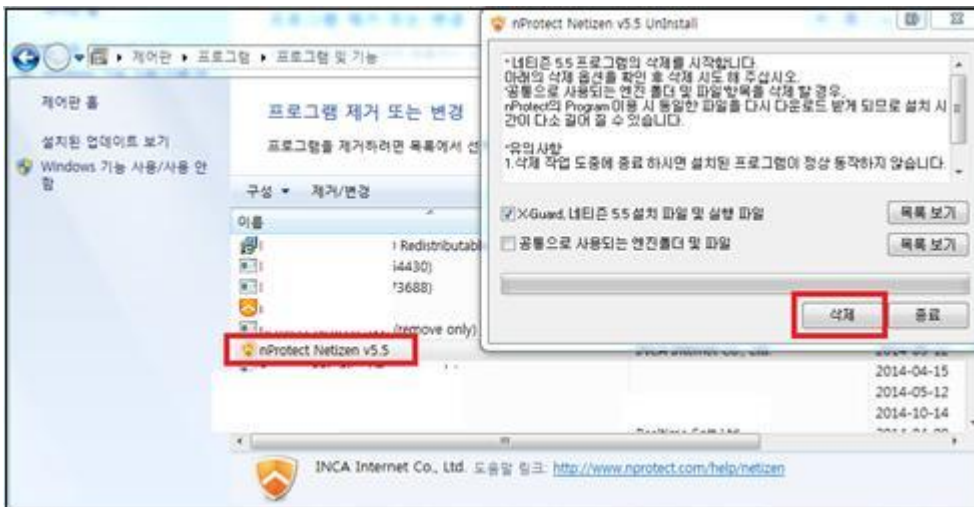 nProtect Netizen v5.5 UnInstall
제어판 ▸ 프로그램 ▸ 프로그램 및 기능
제어판 홈
설치된 업데이트 보기
Windows 기능 사용/사용 안
함
프로그램 제거 또는 변경
프로그램을 제거하려면 목록에서
구성 ▾ 제거/변경
이름
Redistributabl
4430)
3688)
(remove only)
nProtect Netizen v5.5
INCA Internet Co., Ltd.
2014-04-15
2014-05-12
2014-10-14
*네티즌 5.5 프로그램의 삭제를 시작합니다.
아래의 삭제 옵션을 확인 후 삭제 시도 해 주십시오.
'공통으로 사용되는 엔진 폴더 및 파일'항목을 삭제 할 경우,
nProtect의 Program 이용 시 동일한 파일을 다시 다운로드 받게 되므로 설치 시
간이 다소 길어 질 수 있습니다.
*유의사항
1.삭제 작업 도중에 종료 하시면 설치된 프로그램이 정상 동작하지 않습니다.
X-Guard, 네티즌 5.5 설치 파일 및 실행 파일
목록 보기
공통으로 사용되는 엔진폴더 및 파일
목록 보기
삭제
종료
INCA Internet Co., Ltd. 도움말 링크: http://www.nprotect.com/help/netizen